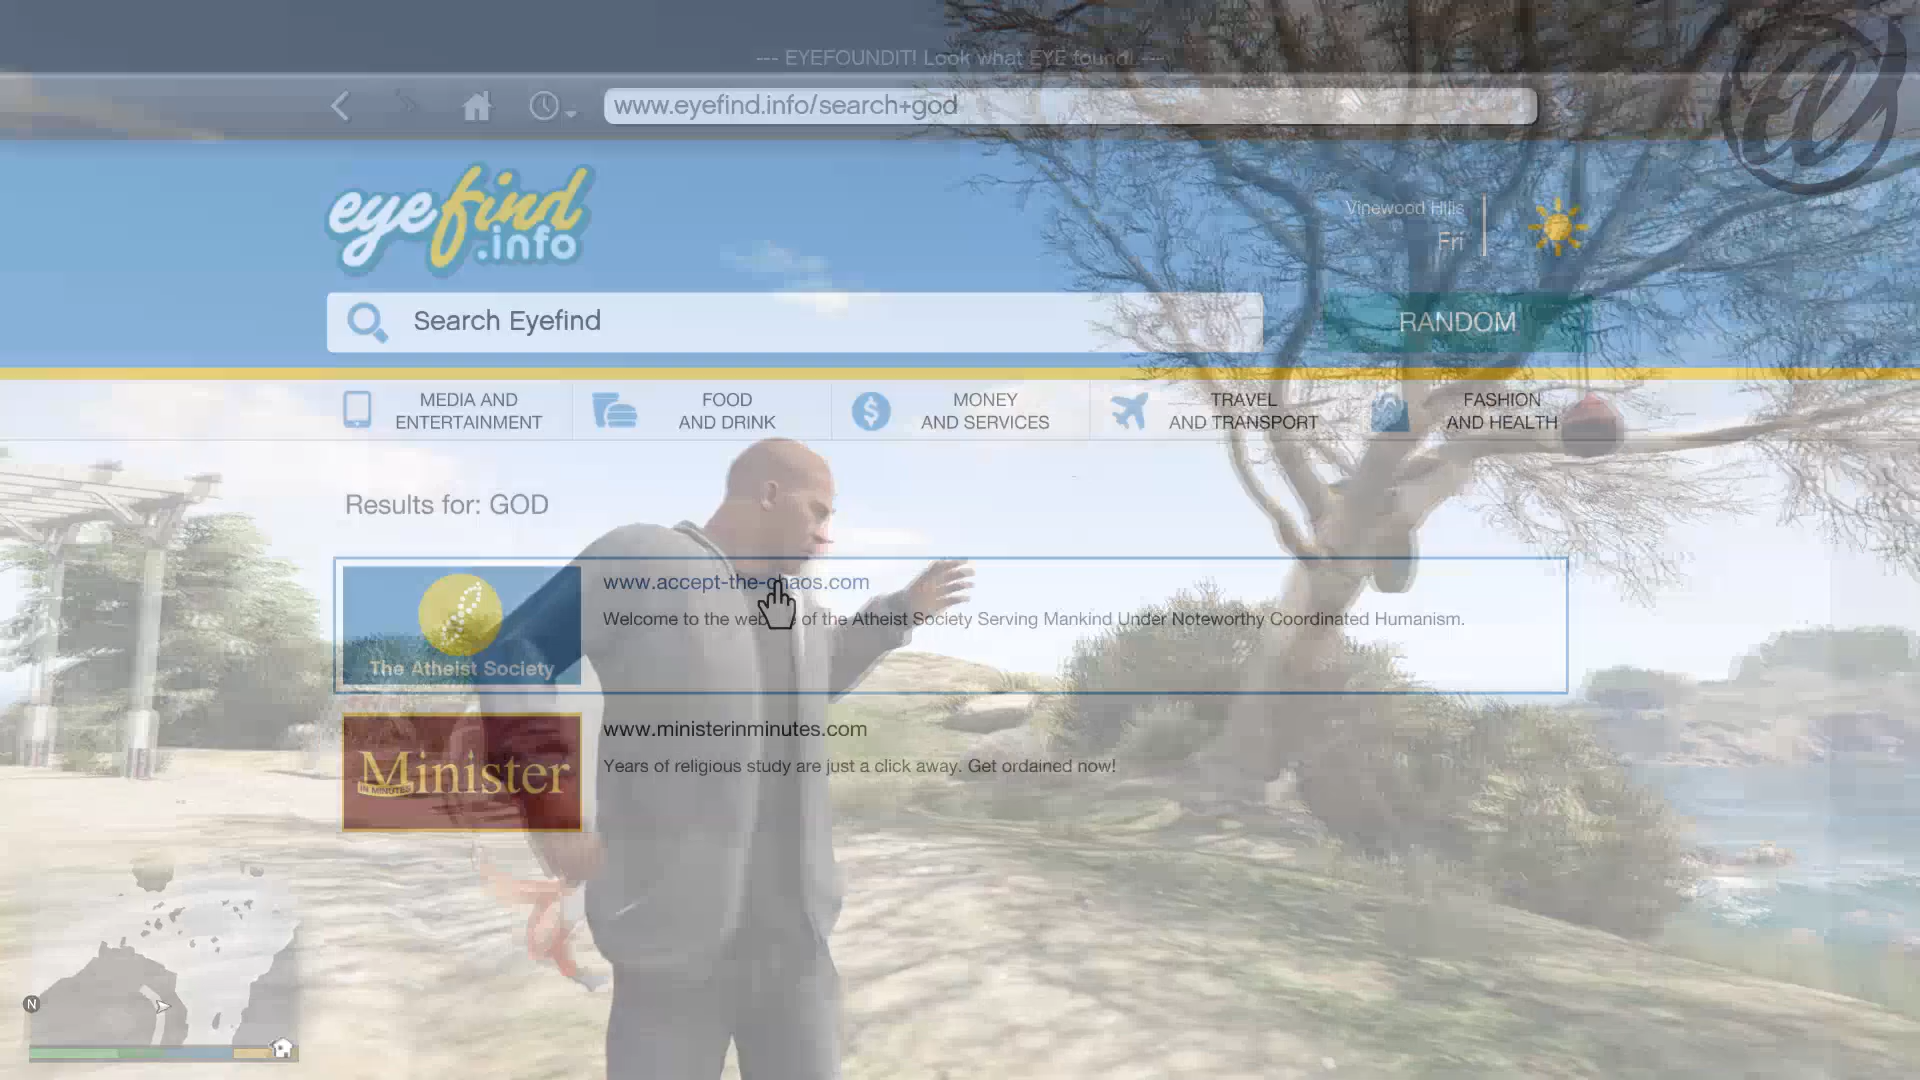 --- EYEFOUNDIT! Look what EYE found! ---
www.eyefind.info/search+god
eyefind
.info
Vinewood Hills
Fri
Search Eyefind
RANDOM
MEDIA AND
ENTERTAINMENT
FOOD
AND DRINK
MONEY
AND SERVICES
TRAVEL
AND TRANSPORT
FASHION
AND HEALTH
Results for: GOD
The Atheist Society
www.accept-the-chaos.com
Welcome to the of the Atheist Society Serving Mankind Under Noteworthy Coordinated Humanism.
Minister
IN MINUTES
www.ministerinminutes.com
Years of religious study are just a click away. Get ordained now!
N